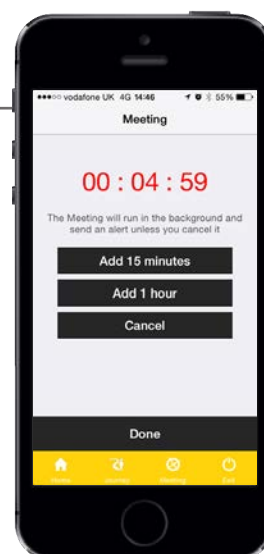 vodafone UK 4G 14:46 55%
Meeting
00 : 04 : 59
The Meeting will run in the background and
send an alert unless you cancel it
Add 15 minutes
Add 1 hour
Cancel
Done
Home Journey Meeting Exit